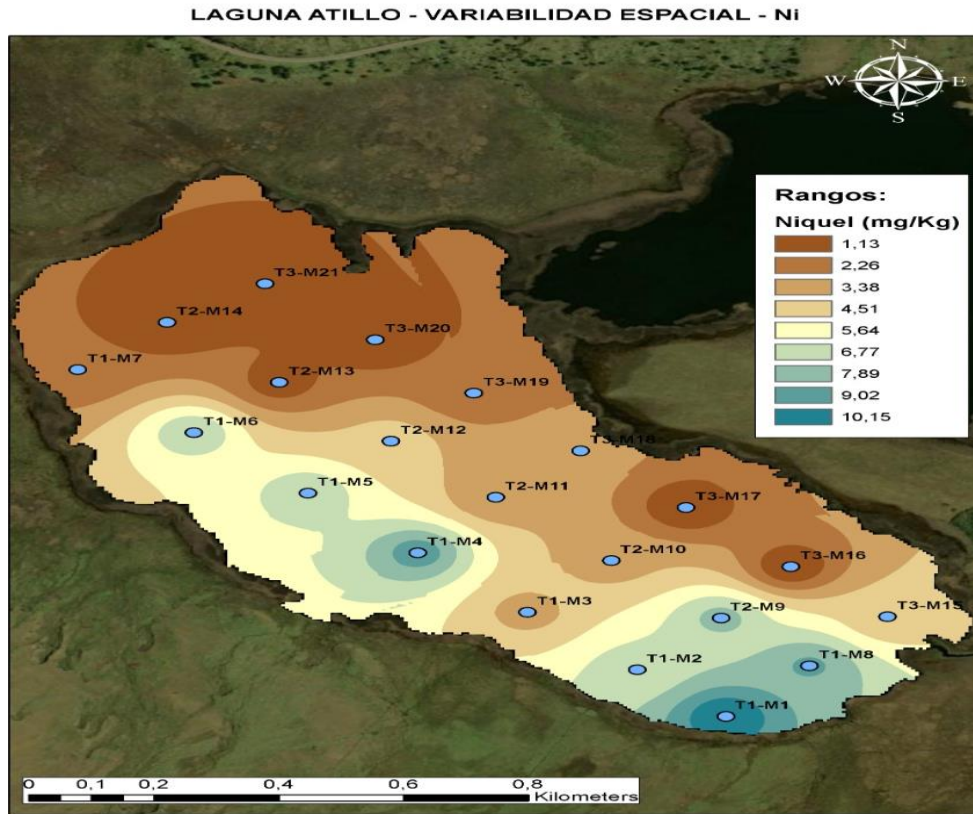 LAGUNA ATILLO - VARIABILIDAD ESPACIAL - Ni
N
W E
S
Rangos:
Niquel (mg/Kg)
1,13
2,26
3,38
4,51
5,64
6,77
7,89
9,02
10,15
T3-M21
T2-M14
T3-M20
T1-M7
T2-M13
T3-M19
T1-M6
T2-M12
T3-M18
T1-M5
T2-M11
T3-M17
T1-M4
T2-M10
T3-M16
T1-M3
T2-M9
T3-M15
T1-M2
T1-M8
T1-M1
0 0,1 0,2 0,4 0,6 0,8
Kilometers